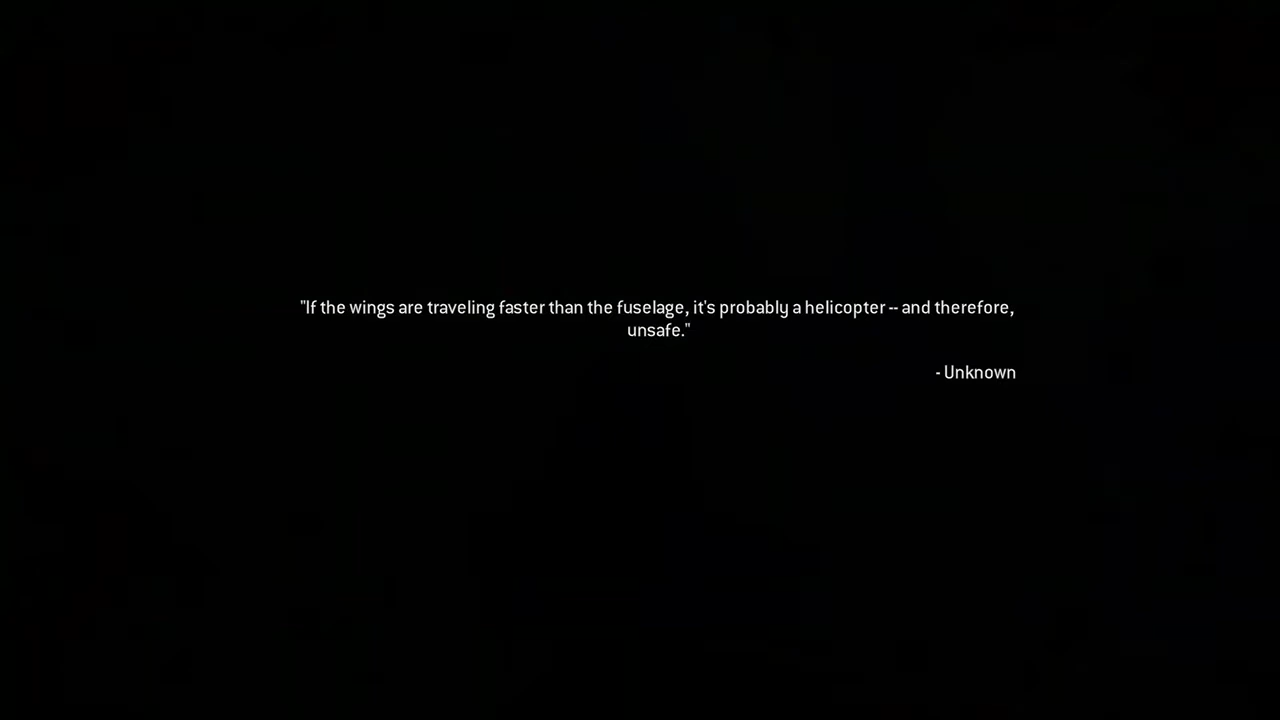 "If the wings are traveling faster than the fuselage, it's probably a helicopter -- and therefore,
unsafe."
- Unknown